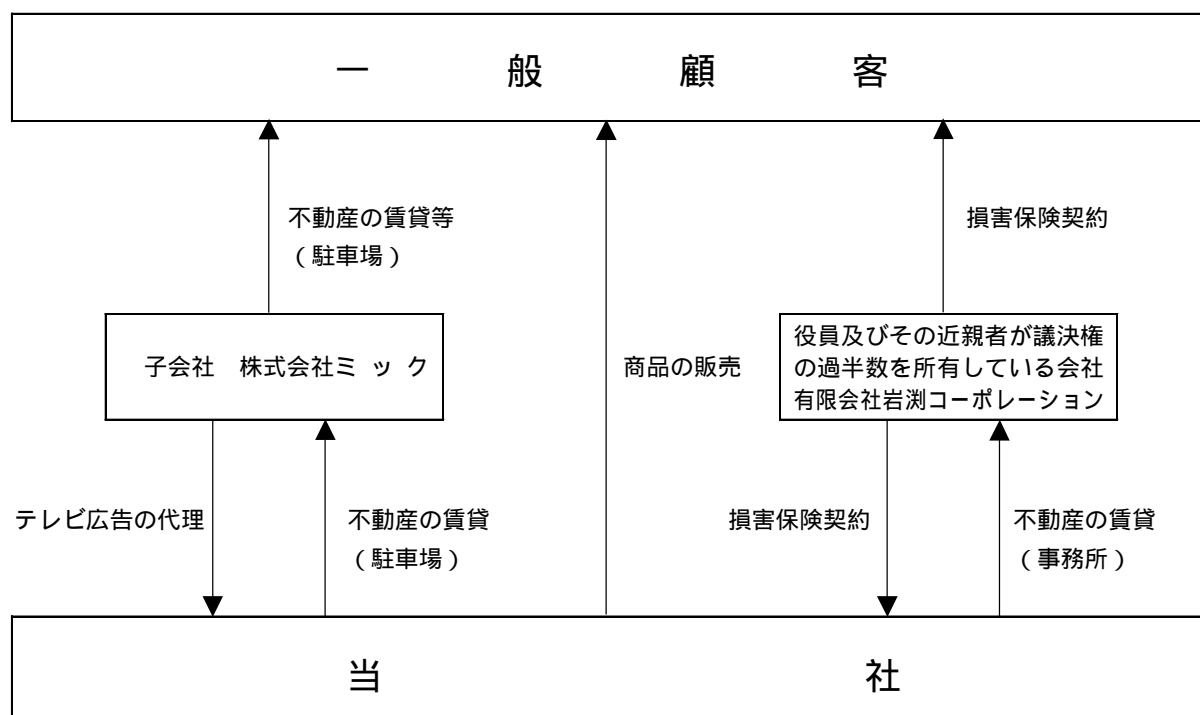 一般顧客
不動産の賃貸等
（駐車場）
損害保険契約
子会社　株式会社ミック
商品の販売
役員及びその近親者が議決権
の過半数を所有している会社
有限会社岩渕コーポレーション
テレビ広告の代理
不動産の賃貸
（駐車場）
損害保険契約
不動産の賃貸
（事務所）
当社